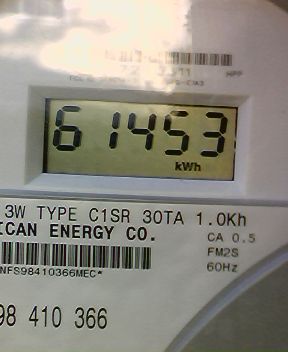 61453
kWh
3W TYPE C1SR 30TA 1.0Kh
ICAN ENERGY CO.
CA 0.5
FM2S
60Hz
NFS98410366MEC*
98 410 366